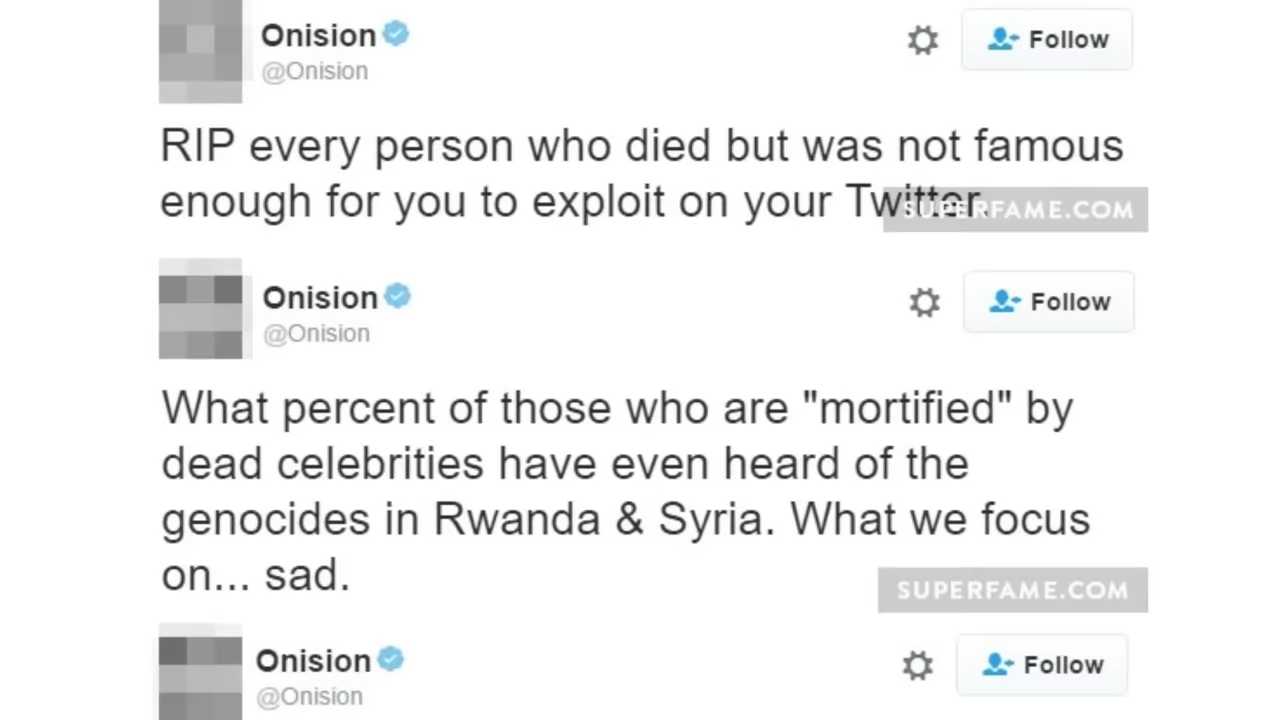 Onision
@Onision
Follow
RIP every person who died but was not famous
enough for you to exploit on your Twitter.
SUPERFAME.COM
Onision
@Onision
Follow
What percent of those who are "mortified" by
dead celebrities have even heard of the
genocides in Rwanda & Syria. What we focus
on... sad.
SUPERFAME.COM
Onision
@Onision
Follow